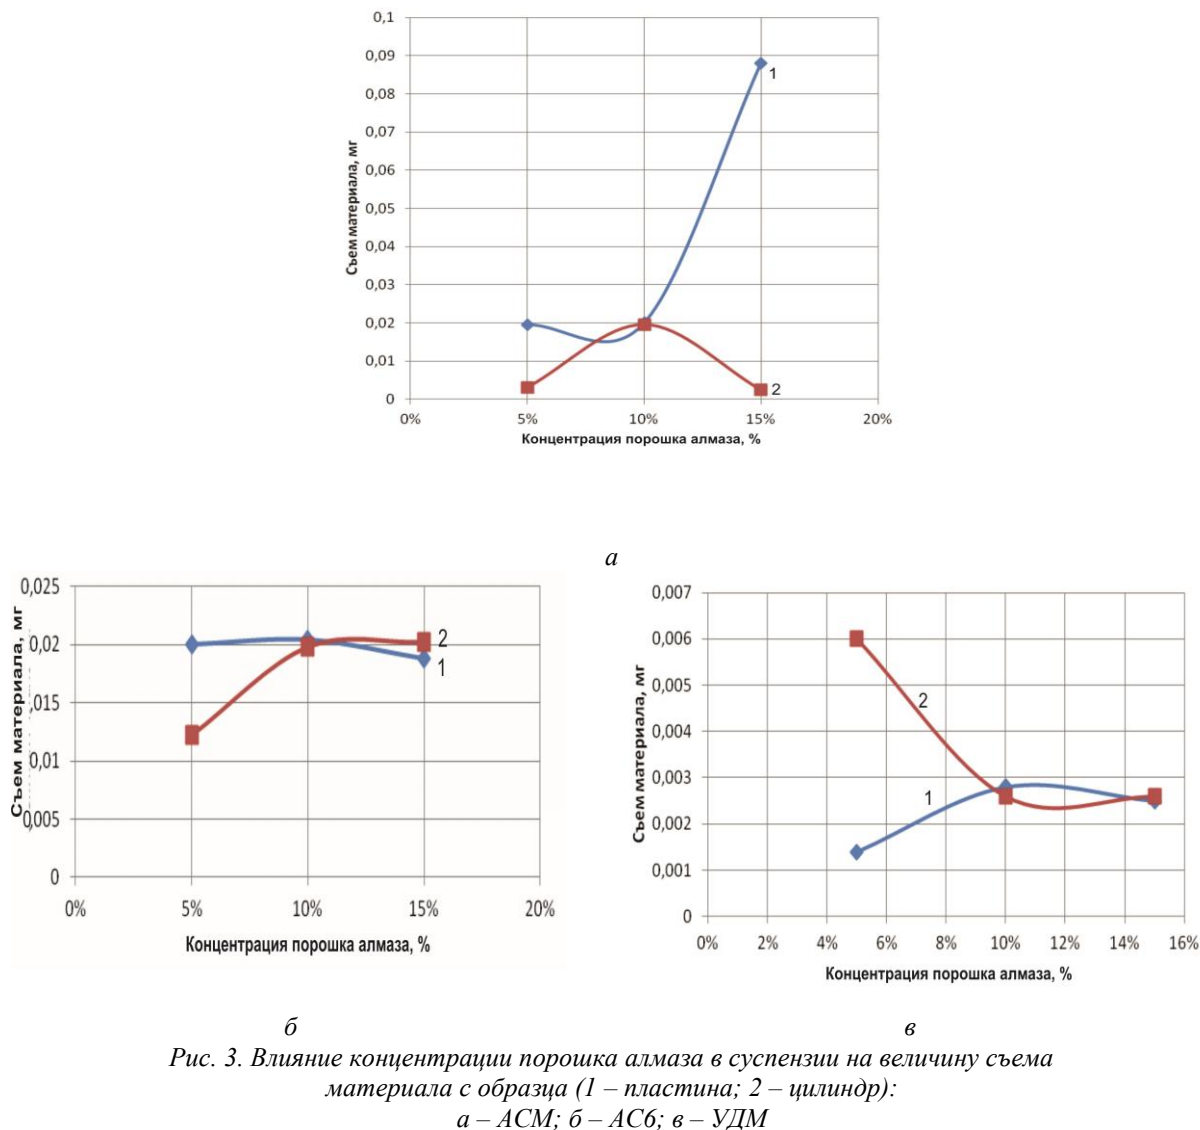 0,1
0,09
0,08
0,07
0,06
0,05
0,04
0,03
0,02
0,01
0
Съем материала, мг
1
2
0% 5% 10% 15% 20%
Концентрация порошка алмаза, %
а
0,025
0,02
0,015
0,01
0,005
0
Съем материала, мг
2
1
0% 5% 10% 15% 20%
Концентрация порошка алмаза, %
б
0,007
0,006
0,005
0,004
0,003
0,002
0,001
0
Съем материала, мг
2
1
0% 2% 4% 6% 8% 10% 12% 14% 16%
Концентрация порошка алмаза, %
в
Рис. 3. Влияние концентрации порошка алмаза в суспензии на величину съема
материала с образца (1 – пластина; 2 – цилиндр):
а – АСМ; б – АС6; в – УДМ